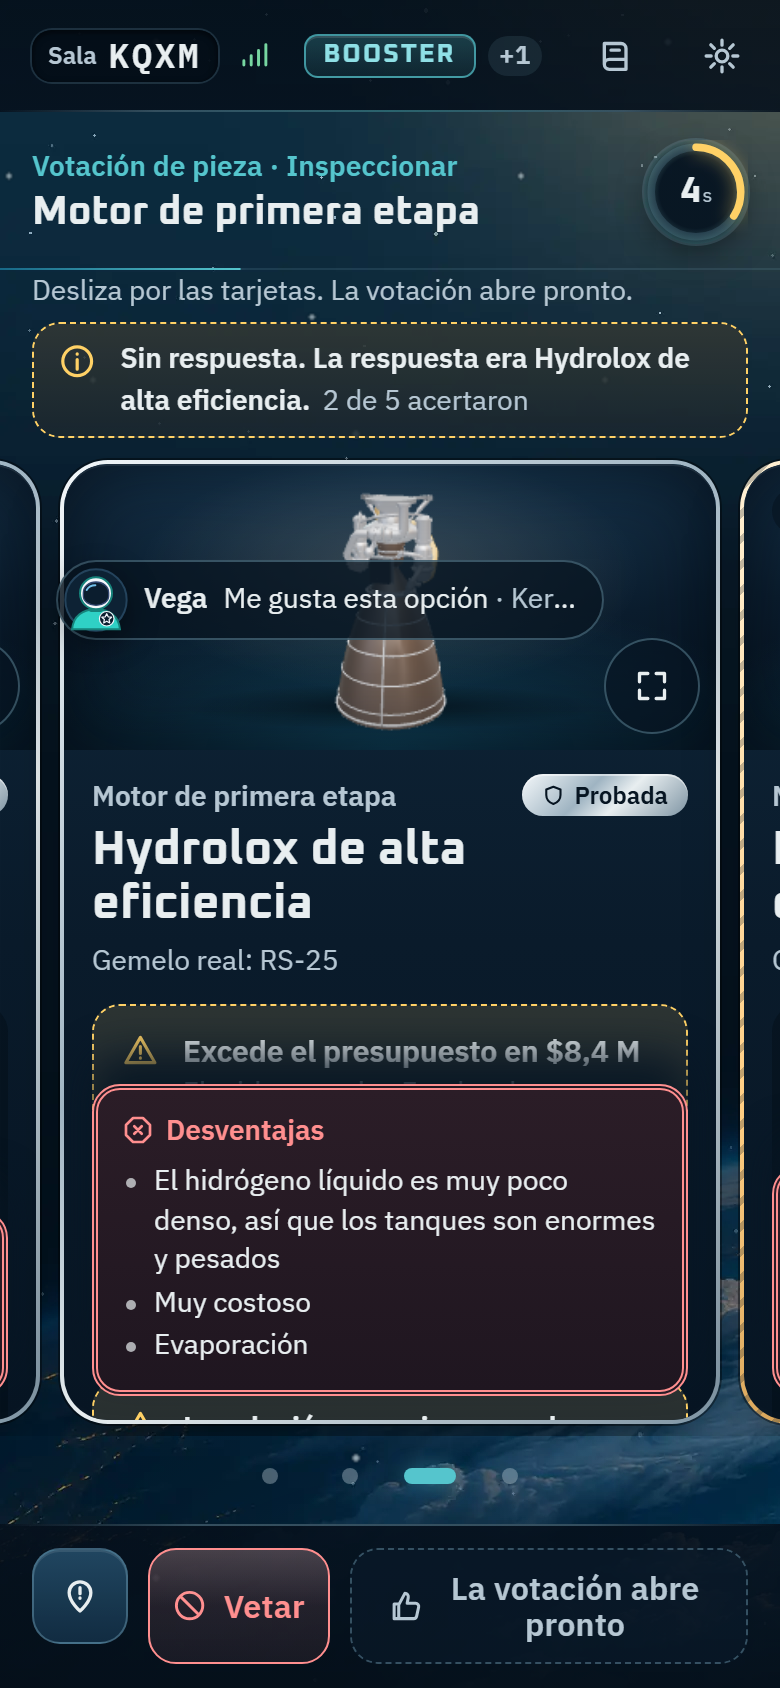 Sala KQXM BOOSTER +1
Votación de pieza · Inspeccionar
Motor de primera etapa
4s
Desliza por las tarjetas. La votación abre pronto.
Sin respuesta. La respuesta era Hydrolox de
alta eficiencia. 2 de 5 acertaron
Vega Me gusta esta opción · Ker...
Motor de primera etapa
Probada
Hydrolox de alta
eficiencia
Gemelo real: RS-25
Excede el presupuesto en $8,4 M
Desventajas
El hidrógeno líquido es muy poco
denso, así que los tanques son enormes
y pesados
Muy costoso
Evaporación
Vetar
La votación abre
pronto